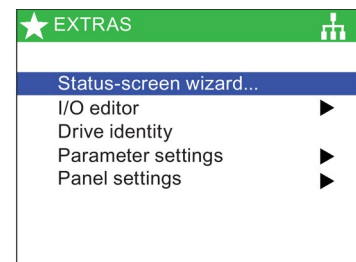 EXTRAS
Status-screen wizard...
I/O editor
Drive identity
Parameter settings
Panel settings